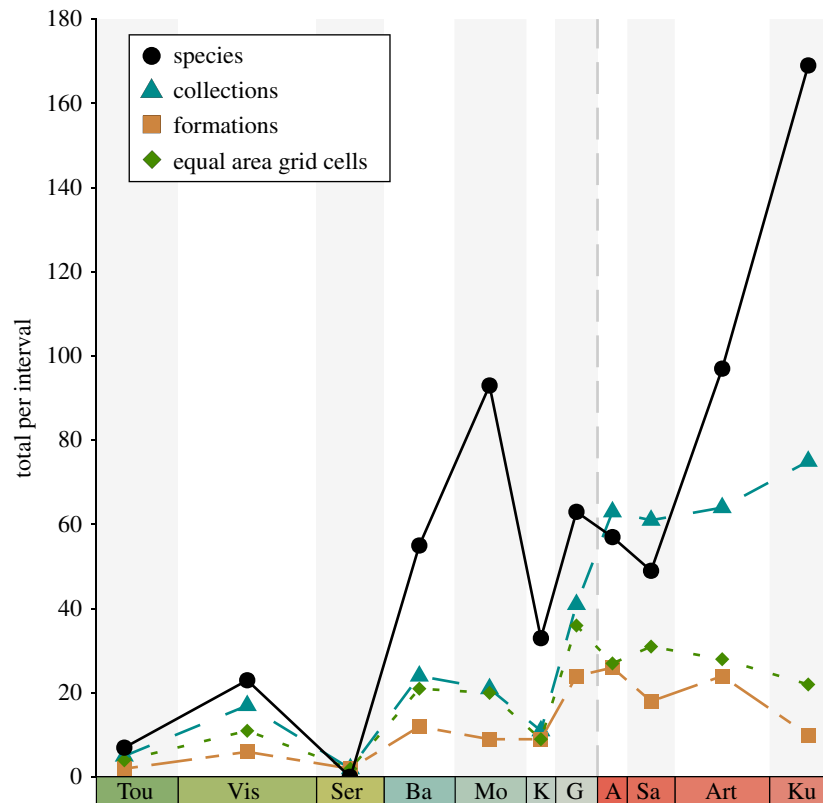 180
160
140
120
100
80
60
40
20
0
total per interval
species
collections
formations
equal area grid cells
Tou Vis Ser Ba Mo K G A Sa Art Ku